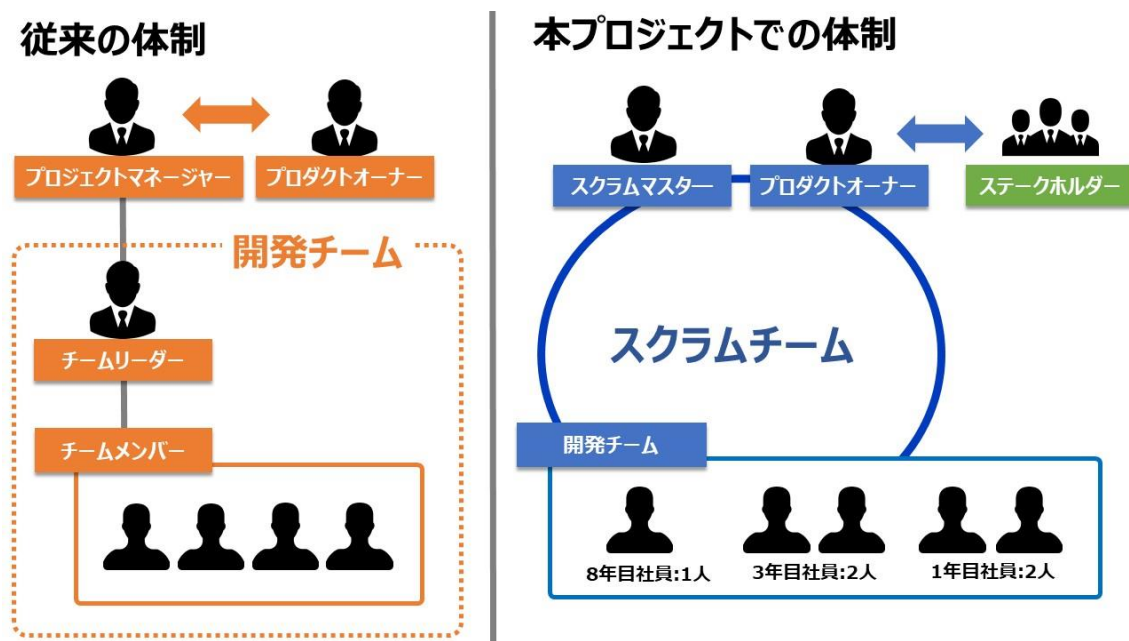 従来の体制
プロジェクトマネージャー
プロダクトオーナー
開発チーム
チームリーダー
チームメンバー
本プロジェクトでの体制
スクラムマスター
プロダクトオーナー
ステークホルダー
スクラムチーム
開発チーム
8年目社員:1人
3年目社員:2人
1年目社員:2人